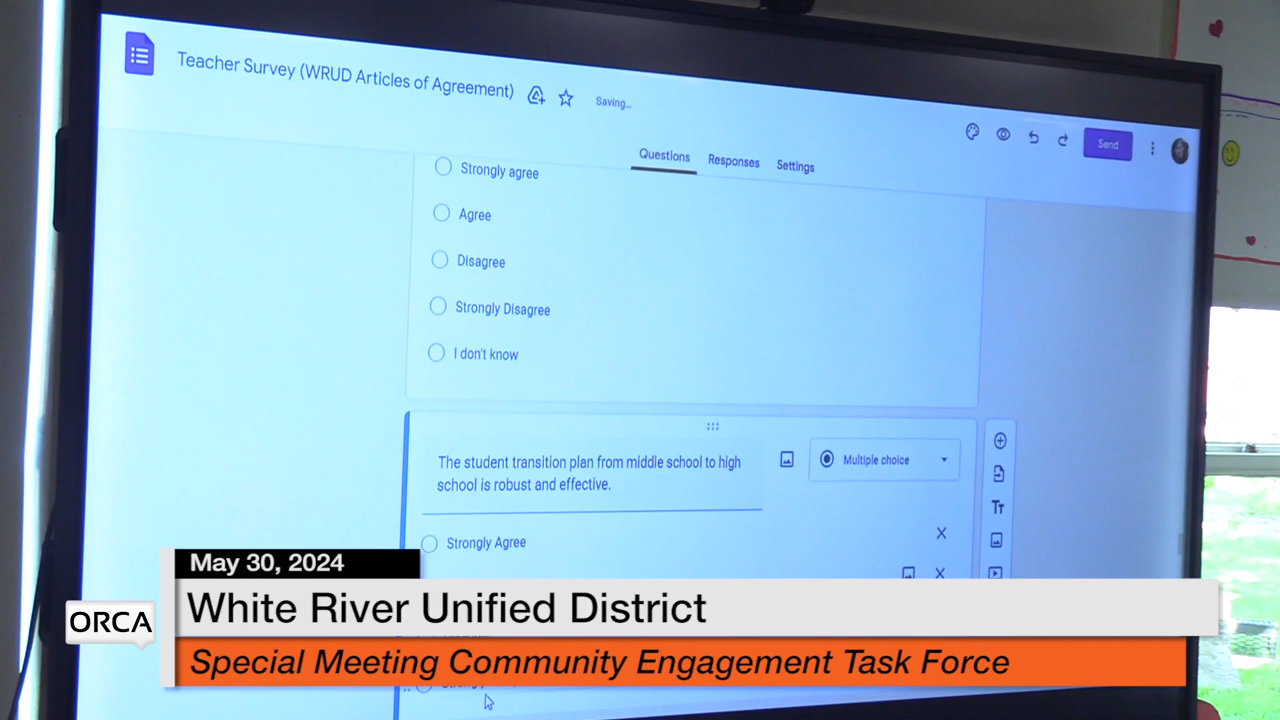 Teacher Survey (WRUD Articles of Agreement)
Saving...
Send
Questions
Responses
Settings
Strongly agree
Agree
Disagree
Strongly Disagree
I don't know
The student transition plan from middle school to high
school is robust and effective.
Multiple choice
Tт
Strongly Agree
May 30, 2024
ORCA
White River Unified District
Special Meeting Community Engagement Task Force